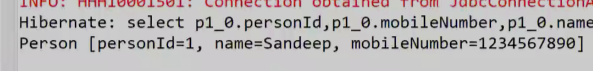 INFO: HHH10001501: Connection obtained from JdbcConnectionA
Hibernate: select p1_0.personId,p1_0.mobileNumber,p1_0.name
Person [personId=1, name=Sandeep, mobileNumber=1234567890]